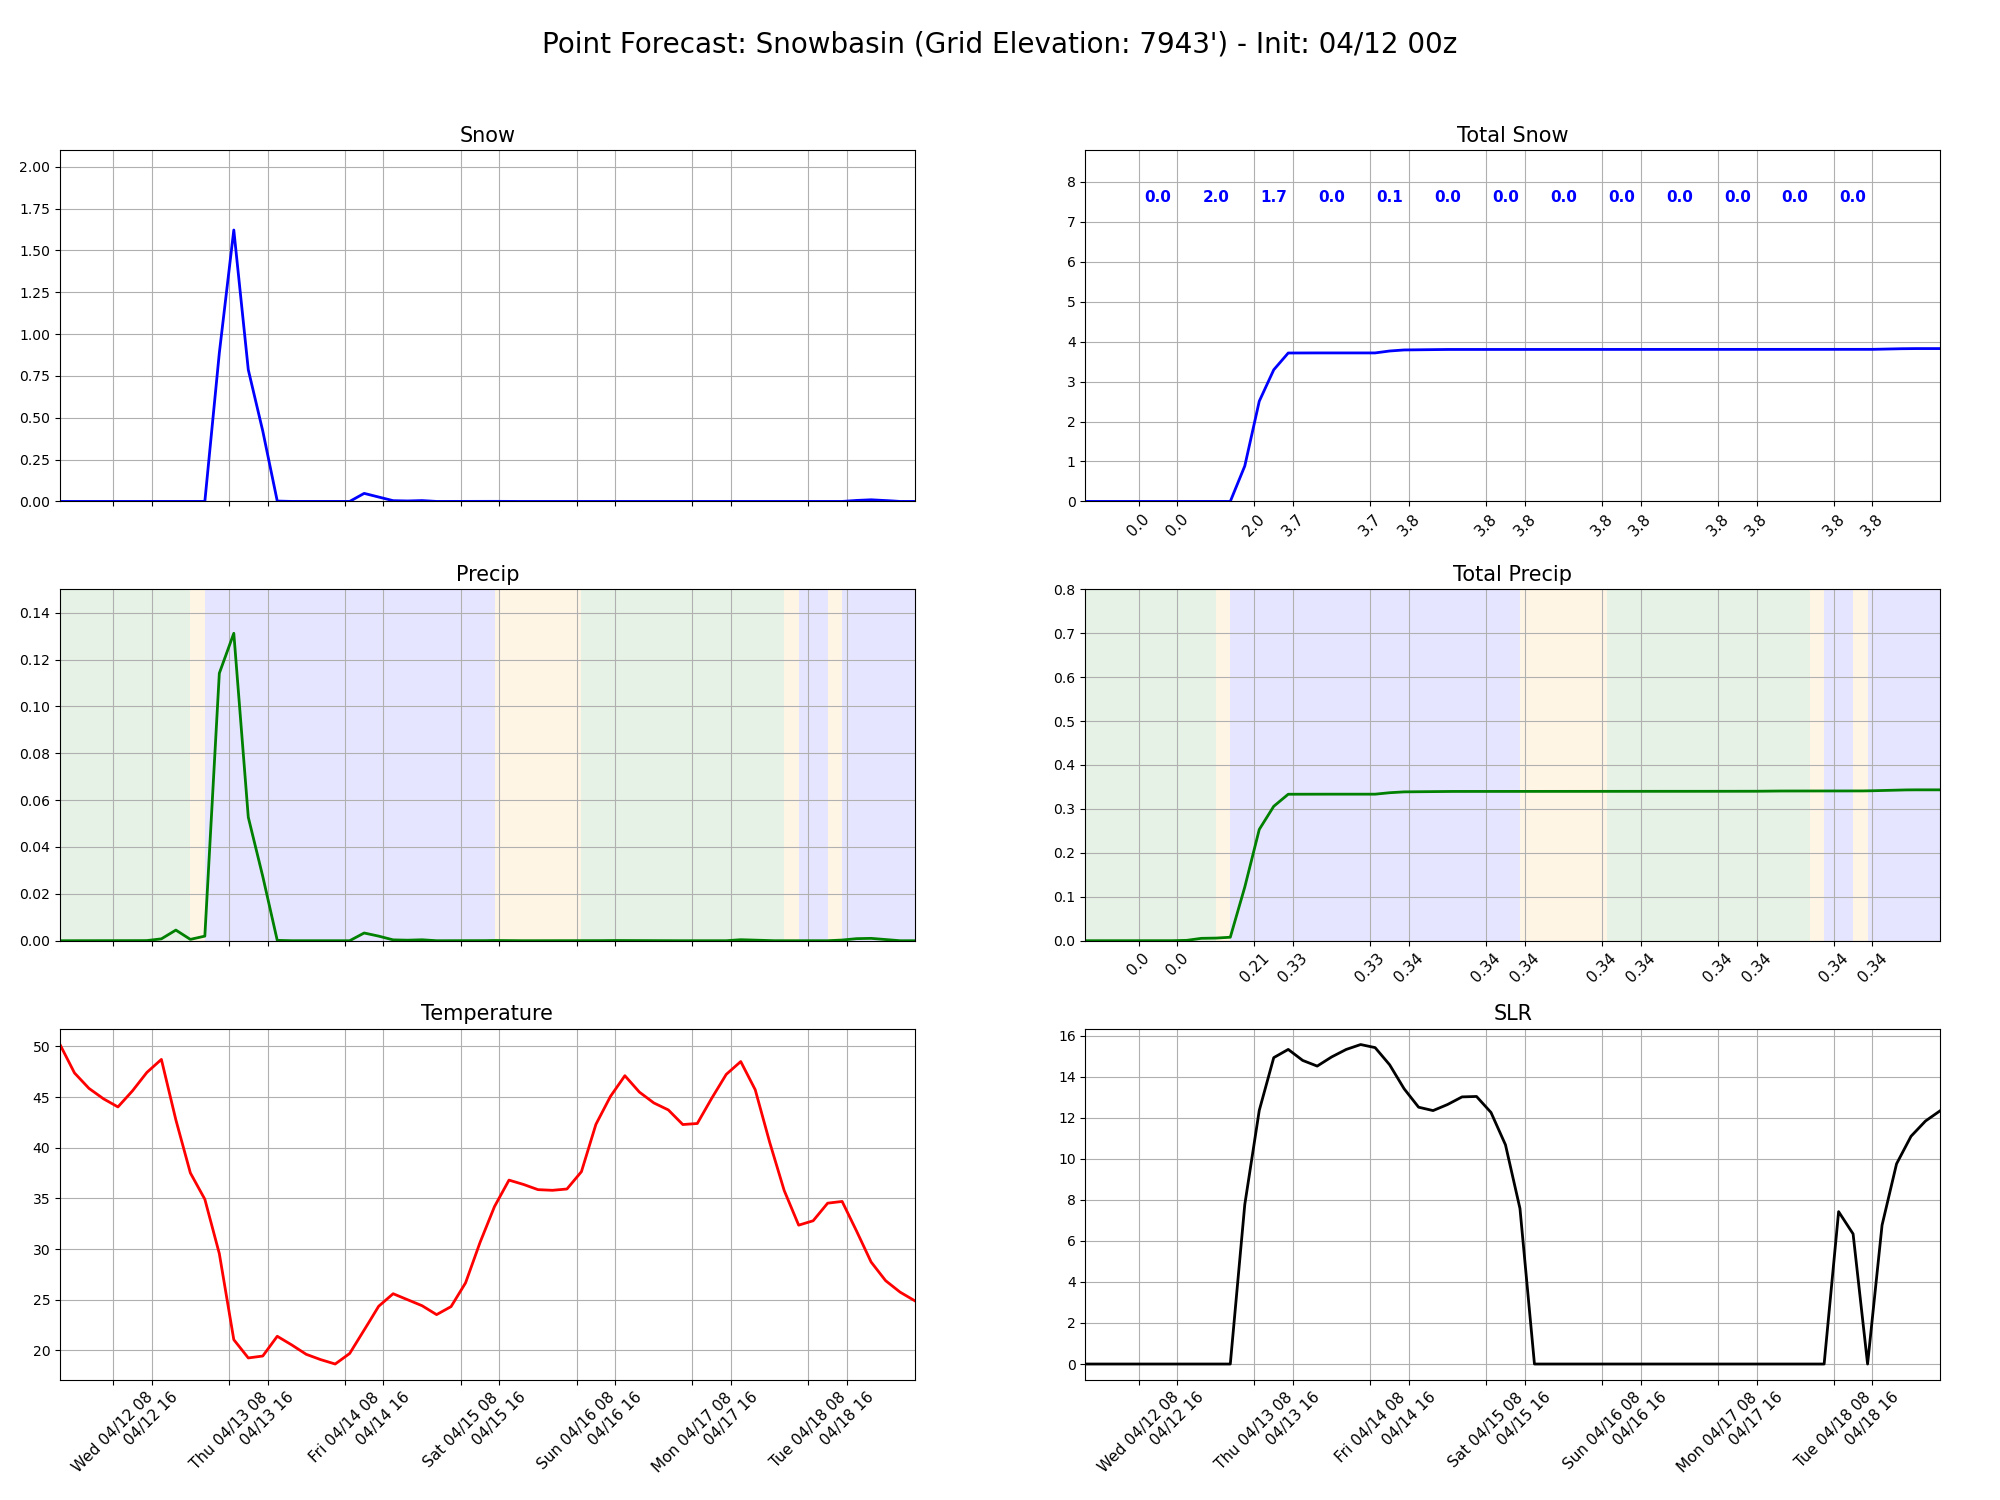 Point Forecast: Snowbasin (Grid Elevation: 7943') - Init: 04/12 00z
Snow
2.00
1.75
1.50
1.25
1.00
0.75
0.50
0.25
0.00
Total Snow
8
7
6
5
4
3
2
1
0
0.0 2.0 1.7 0.0 0.1 0.0 0.0 0.0 0.0 0.0 0.0 0.0 0.0
0.0 0.0 2.0 3.7 3.7 3.8 3.8 3.8 3.8 3.8 3.8 3.8 3.8 3.8
Precip
0.14
0.12
0.10
0.08
0.06
0.04
0.02
0.00
Total Precip
0.8
0.7
0.6
0.5
0.4
0.3
0.2
0.1
0.0
0.0 0.0 0.21 0.33 0.33 0.34 0.34 0.34 0.34 0.34 0.34 0.34 0.34 0.34
Temperature
50
45
40
35
30
25
20
Wed 04/12 08
04/12 16
Thu 04/13 08
04/13 16
Fri 04/14 08
04/14 16
Sat 04/15 08
04/15 16
Sun 04/16 08
04/16 16
Mon 04/17 08
04/17 16
Tue 04/18 08
04/18 16
SLR
16
14
12
10
8
6
4
2
0
Wed 04/12 08
04/12 16
Thu 04/13 08
04/13 16
Fri 04/14 08
04/14 16
Sat 04/15 08
04/15 16
Sun 04/16 08
04/16 16
Mon 04/17 08
04/17 16
Tue 04/18 08
04/18 16